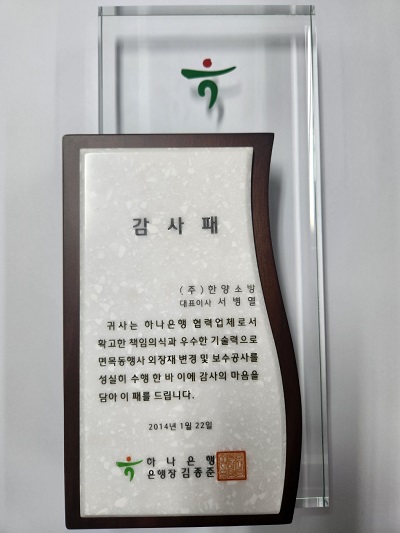 감 사 패
(주) 한양소방
대표이사 서병열
귀사는 하나은행 협력업체로서
확고한 책임의식과 우수한 기술력으로
면목동행사 외장재 변경 및 보수공사를
성실히 수행 한 바 이에 감사의 마음을
담아 이 패를 드립니다.
2014년 1월 22일
하 나 은 행
은행장 김종준